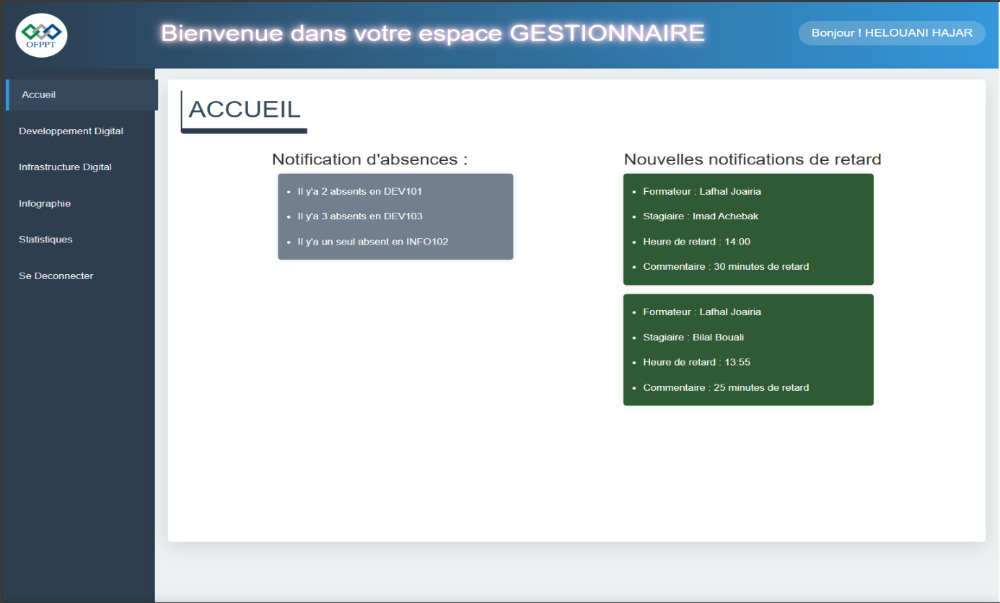 OFPPT
Bienvenue dans votre espace GESTIONNAIRE
Bonjour ! HELOUANI HAJAR
Accueil
Developpement Digital
Infrastructure Digital
Infographie
Statistiques
Se Deconnecter
ACCUEIL
Notification d'absences :
• Il y'a 2 absents en DEV101
• Il y'a 3 absents en DEV103
• Il y'a un seul absent en INFO102
Nouvelles notifications de retard
• Formateur : Lafhal Joairia
• Stagiaire : Imad Achebak
• Heure de retard : 14:00
• Commentaire : 30 minutes de retard
• Formateur : Lafhal Joairia
• Stagiaire : Bilal Bouali
• Heure de retard : 13:55
• Commentaire : 25 minutes de retard